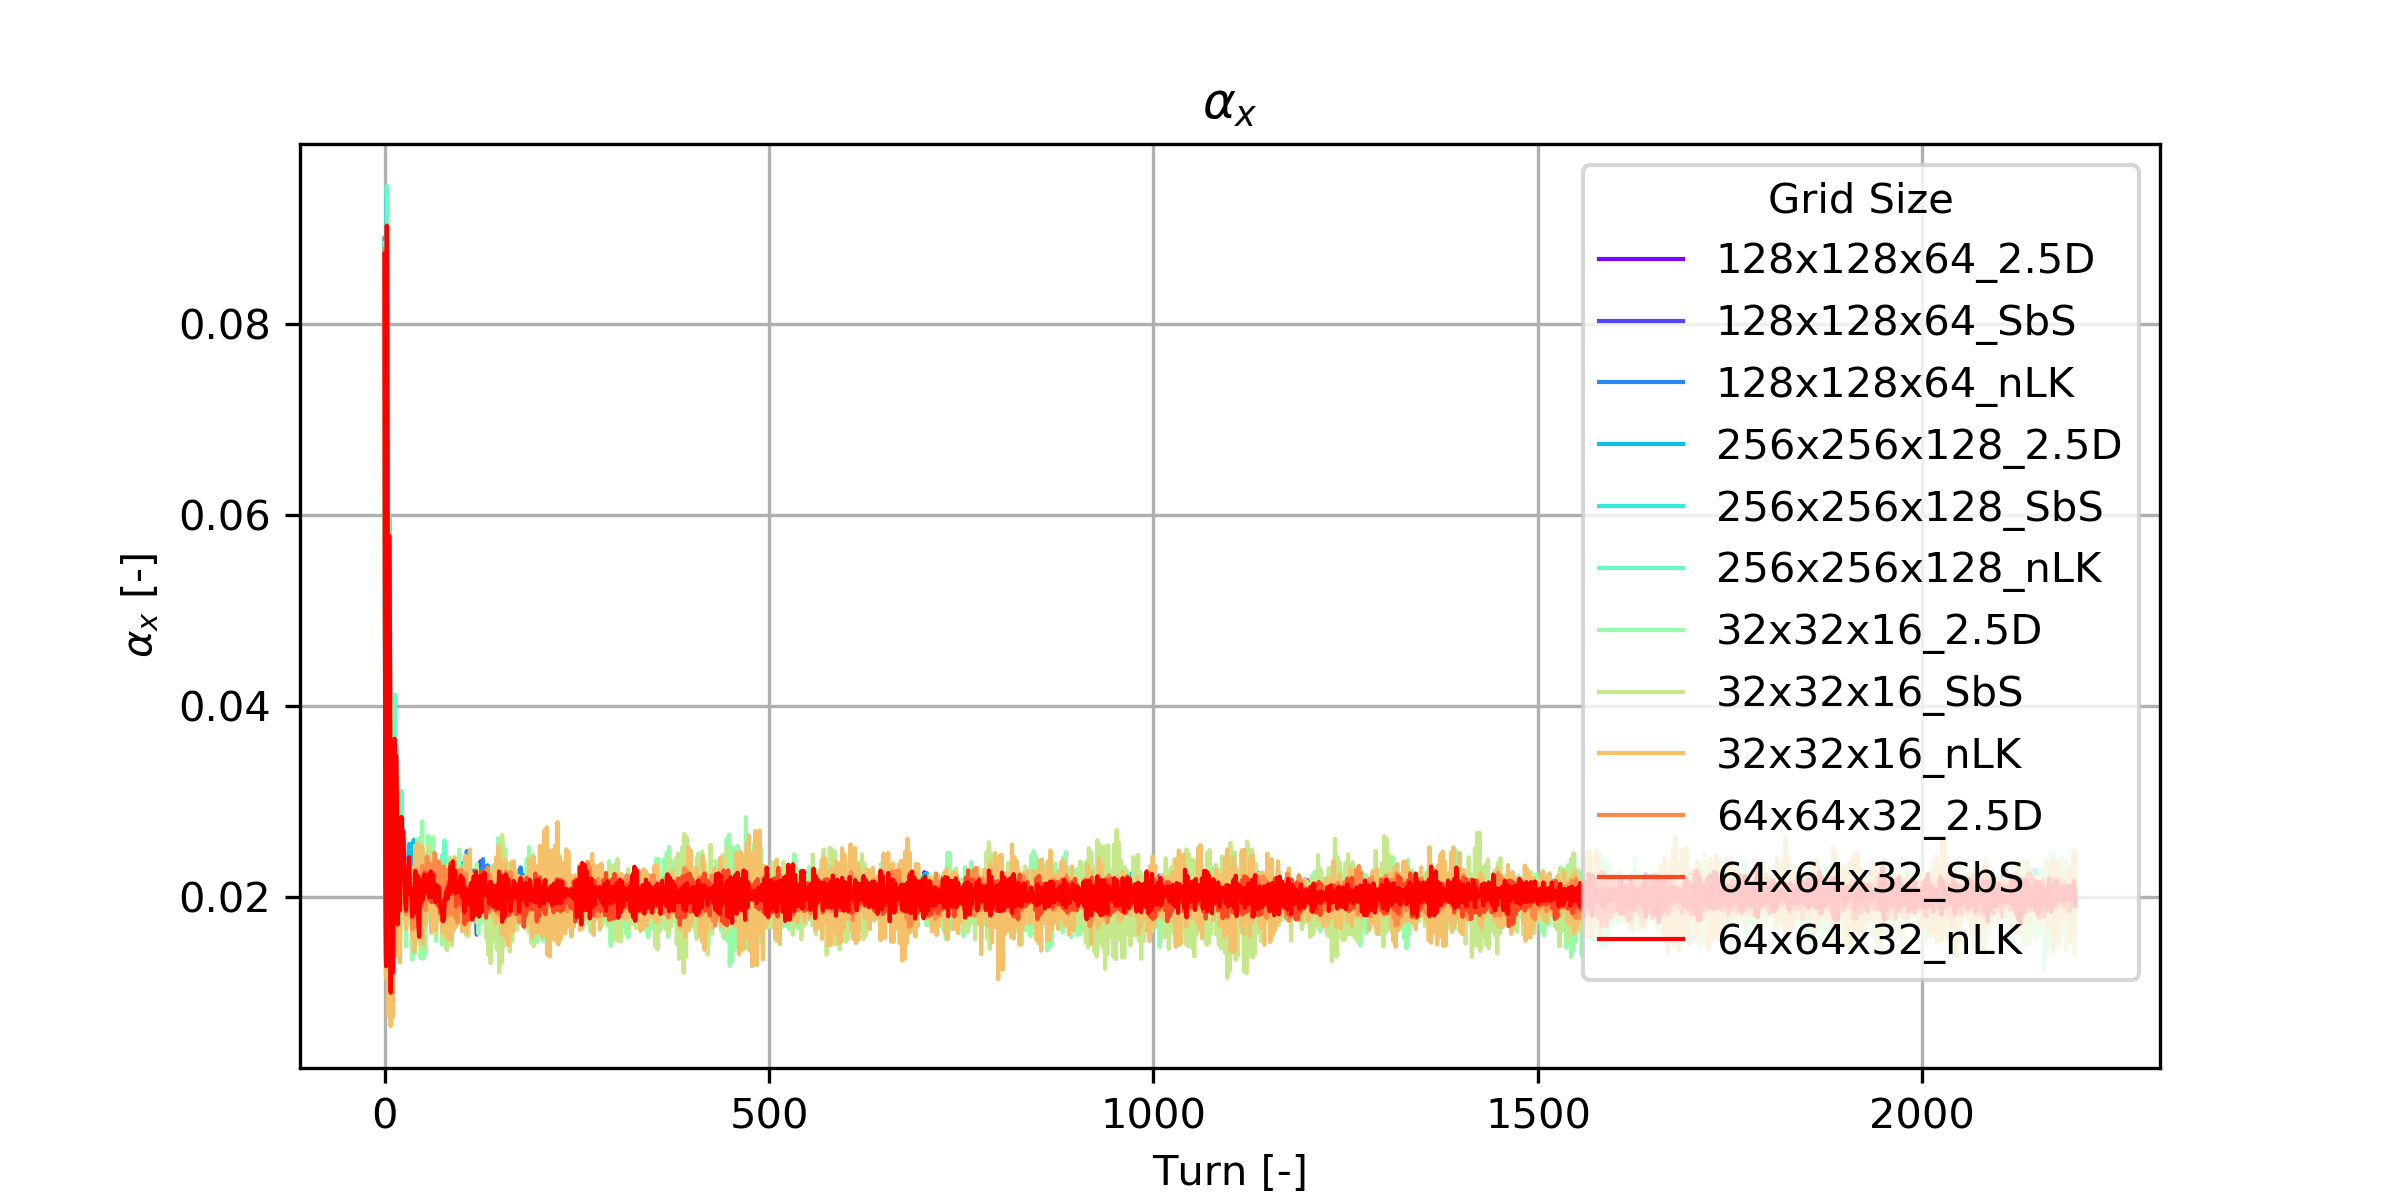 αx
0.08
0.06
0.04
0.02
αx [-]
0 500 1000 1500 2000
Turn [-]
Grid Size
128x128x64_2.5D
128x128x64_SbS
128x128x64_nLK
256x256x128_2.5D
256x256x128_SbS
256x256x128_nLK
32x32x16_2.5D
32x32x16_SbS
32x32x16_nLK
64x64x32_2.5D
64x64x32_SbS
64x64x32_nLK